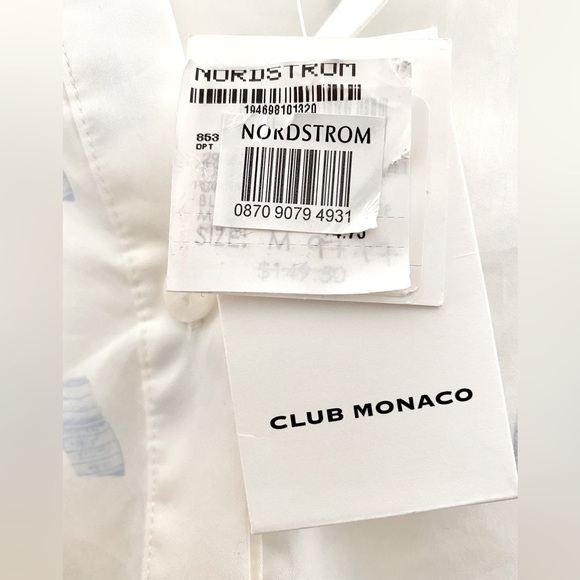 NORDSTROM
194698101320
853
DPT
NORDSTROM
0870 9079 4931
SIZE: M
$149.50
CLUB MONACO